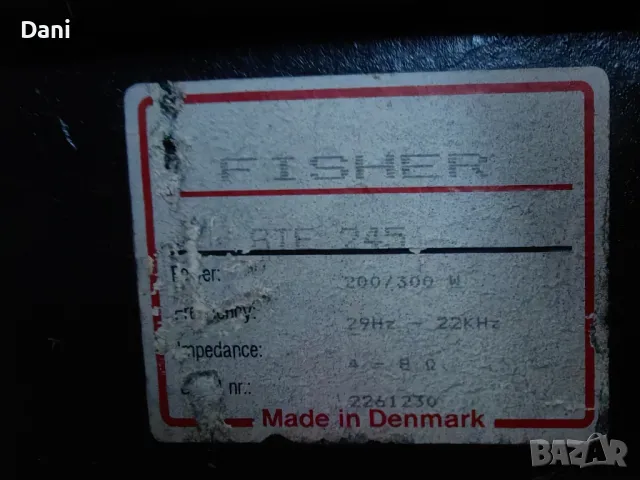 Dani
FISHER
STE 245
Power:
200/300 W
Frequency:
29Hz - 22KHz
Impedance:
4 - 8 Ω
nr.:
2261230
Made in Denmark
BAZAR